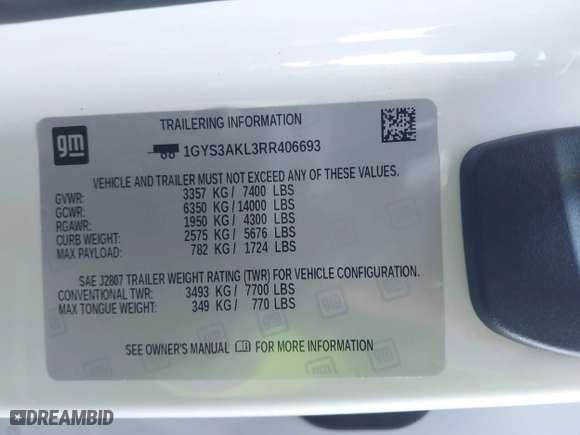 gm
TRAILERING INFORMATION
1GYS3AKL3RR406693
VEHICLE AND TRAILER MUST NOT EXCEED ANY OF THESE VALUES:
GVWR: 3357 KG / 7400 LBS
GCWR: 6350 KG / 14000 LBS
RGAWR: 1950 KG / 4300 LBS
CURB WEIGHT: 2575 KG / 5676 LBS
MAX PAYLOAD: 782 KG / 1724 LBS
SAE J2807 TRAILER WEIGHT RATING (TWR) FOR VEHICLE CONFIGURATION.
CONVENTIONAL TWR: 3493 KG / 7700 LBS
MAX TONGUE WEIGHT: 349 KG / 770 LBS
SEE OWNER'S MANUAL FOR MORE INFORMATION
DREAMBID